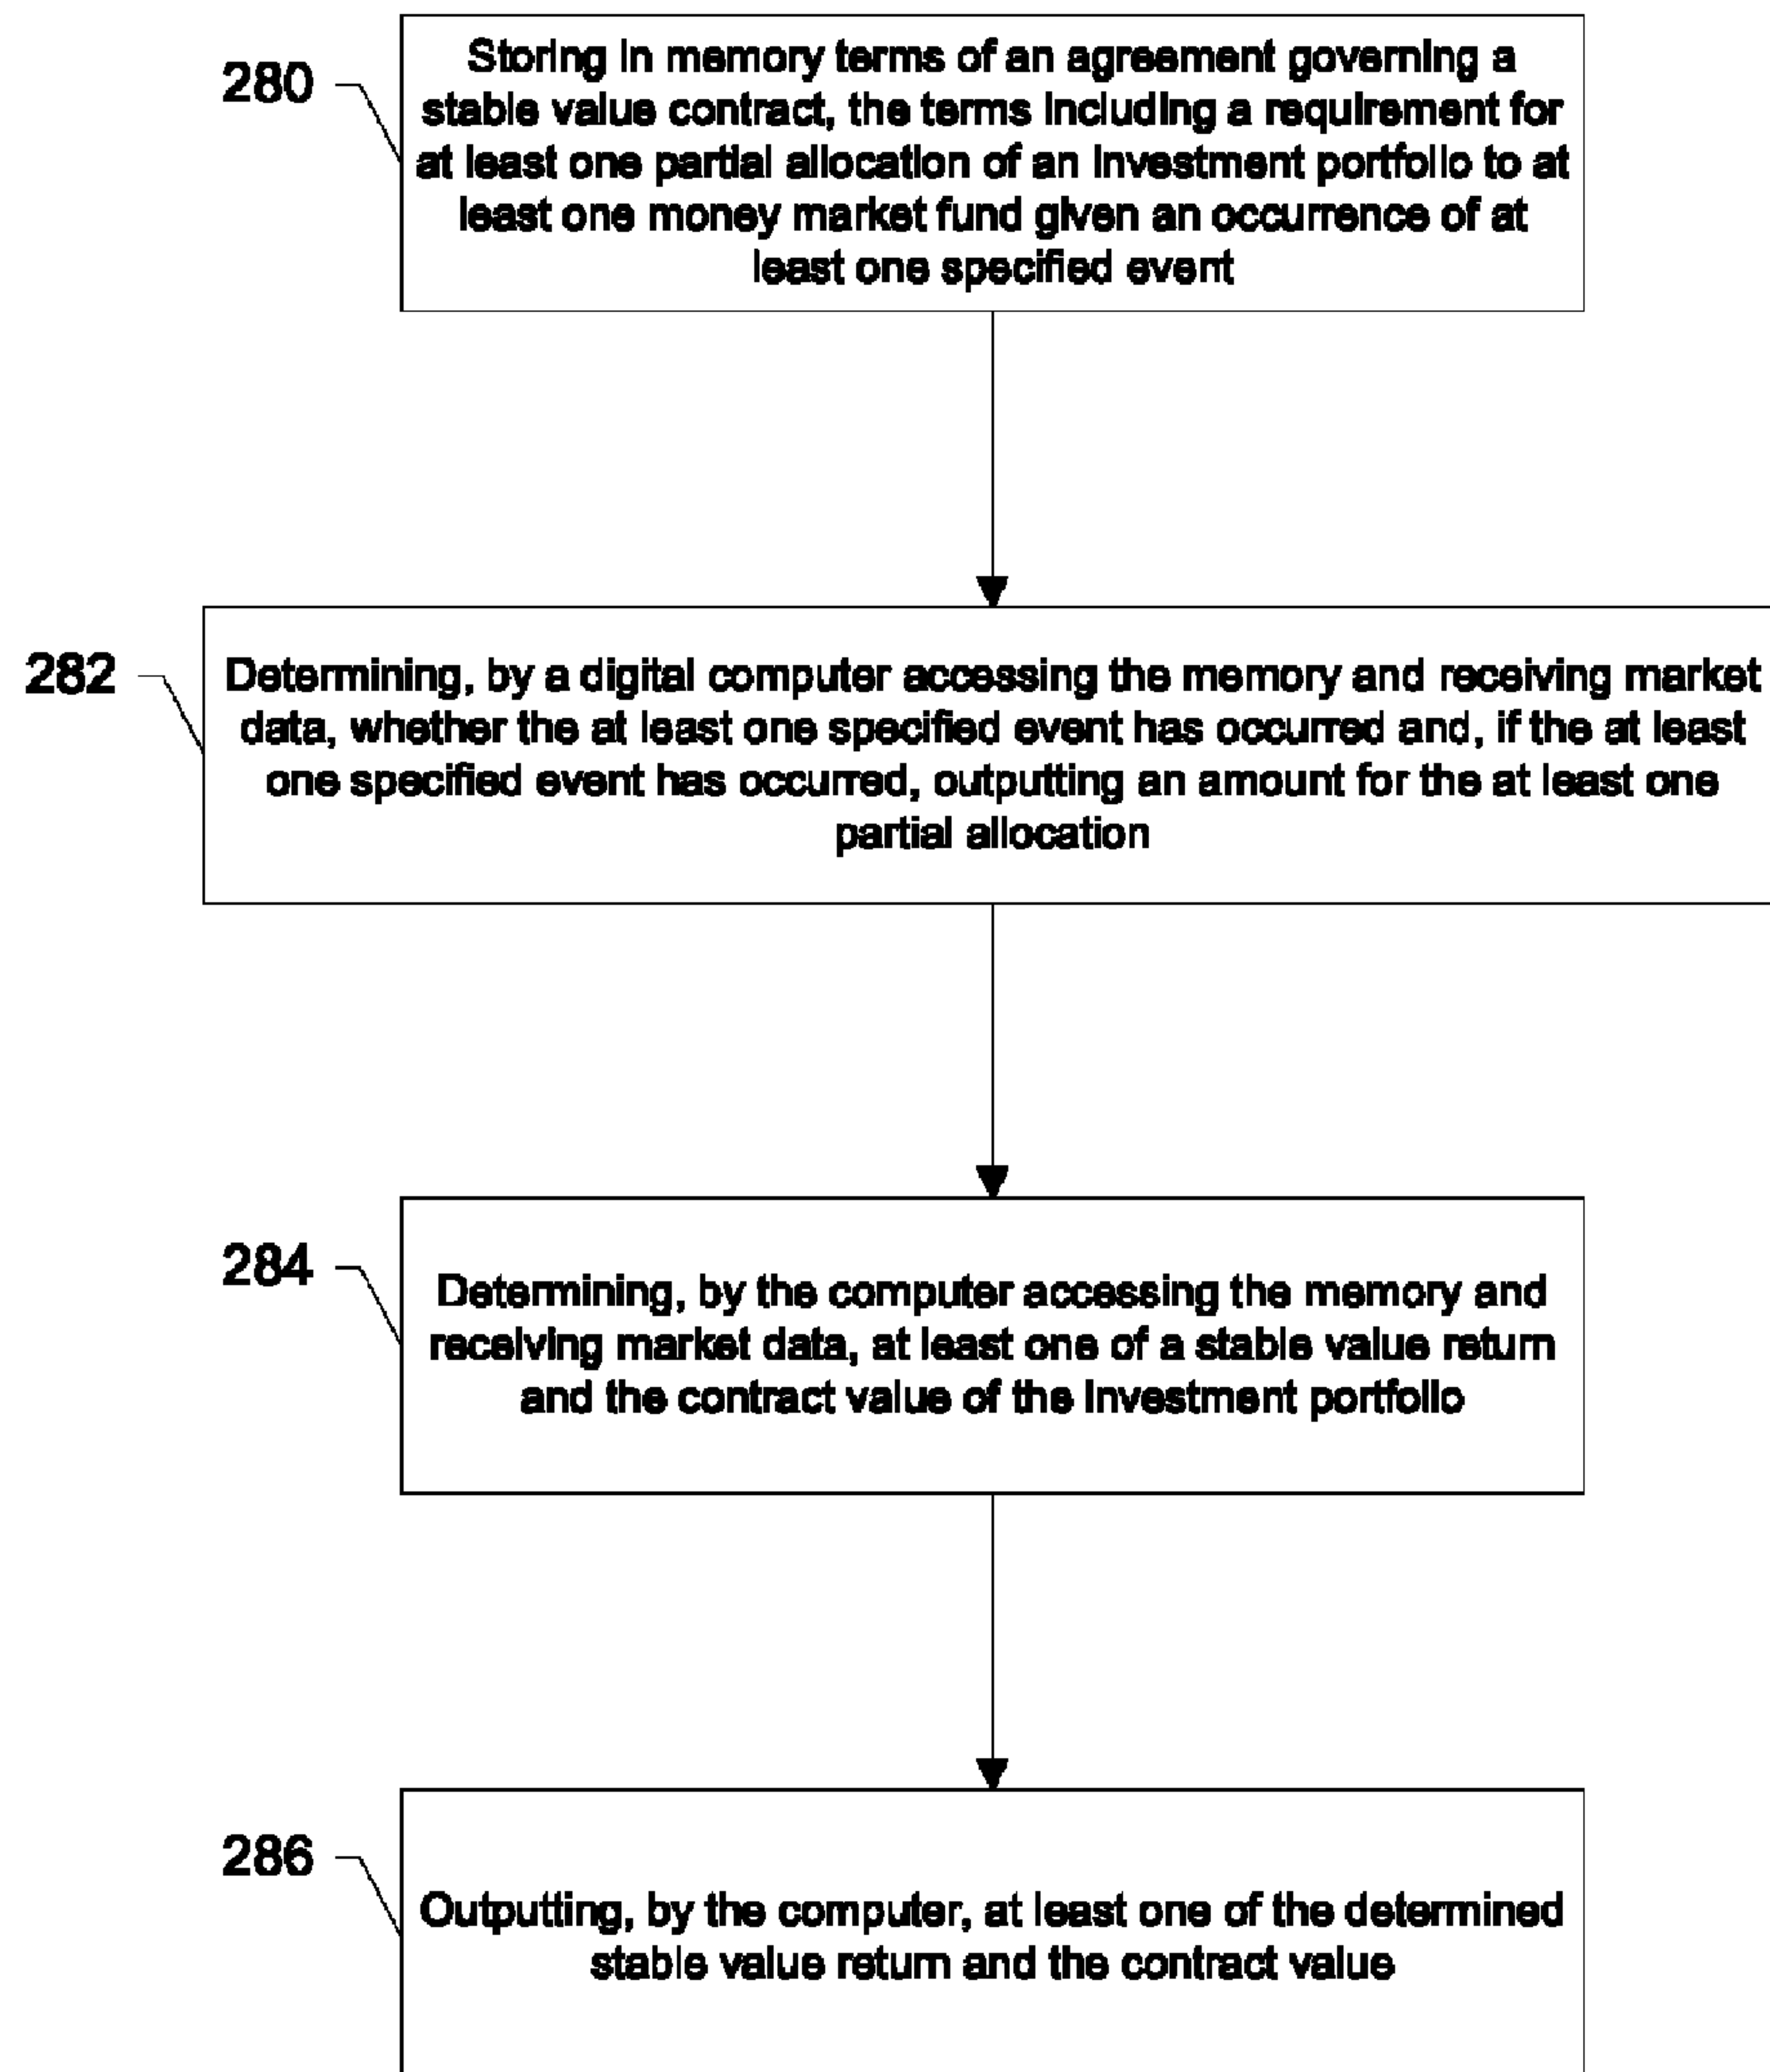 280
Storing in memory terms of an agreement governing a
stable value contract, the terms including a requirement for
at least one partial allocation of an investment portfolio to at
least one money market fund given an occurrence of at
least one specified event
282
Determining, by a digital computer accessing the memory and receiving market
data, whether the at least one specified event has occurred and, if the at least
one specified event has occurred, outputting an amount for the at least one
partial allocation
284
Determining, by the computer accessing the memory and
receiving market data, at least one of a stable value return
and the contract value of the investment portfolio
286
Outputting, by the computer, at least one of the determined
stable value return and the contract value